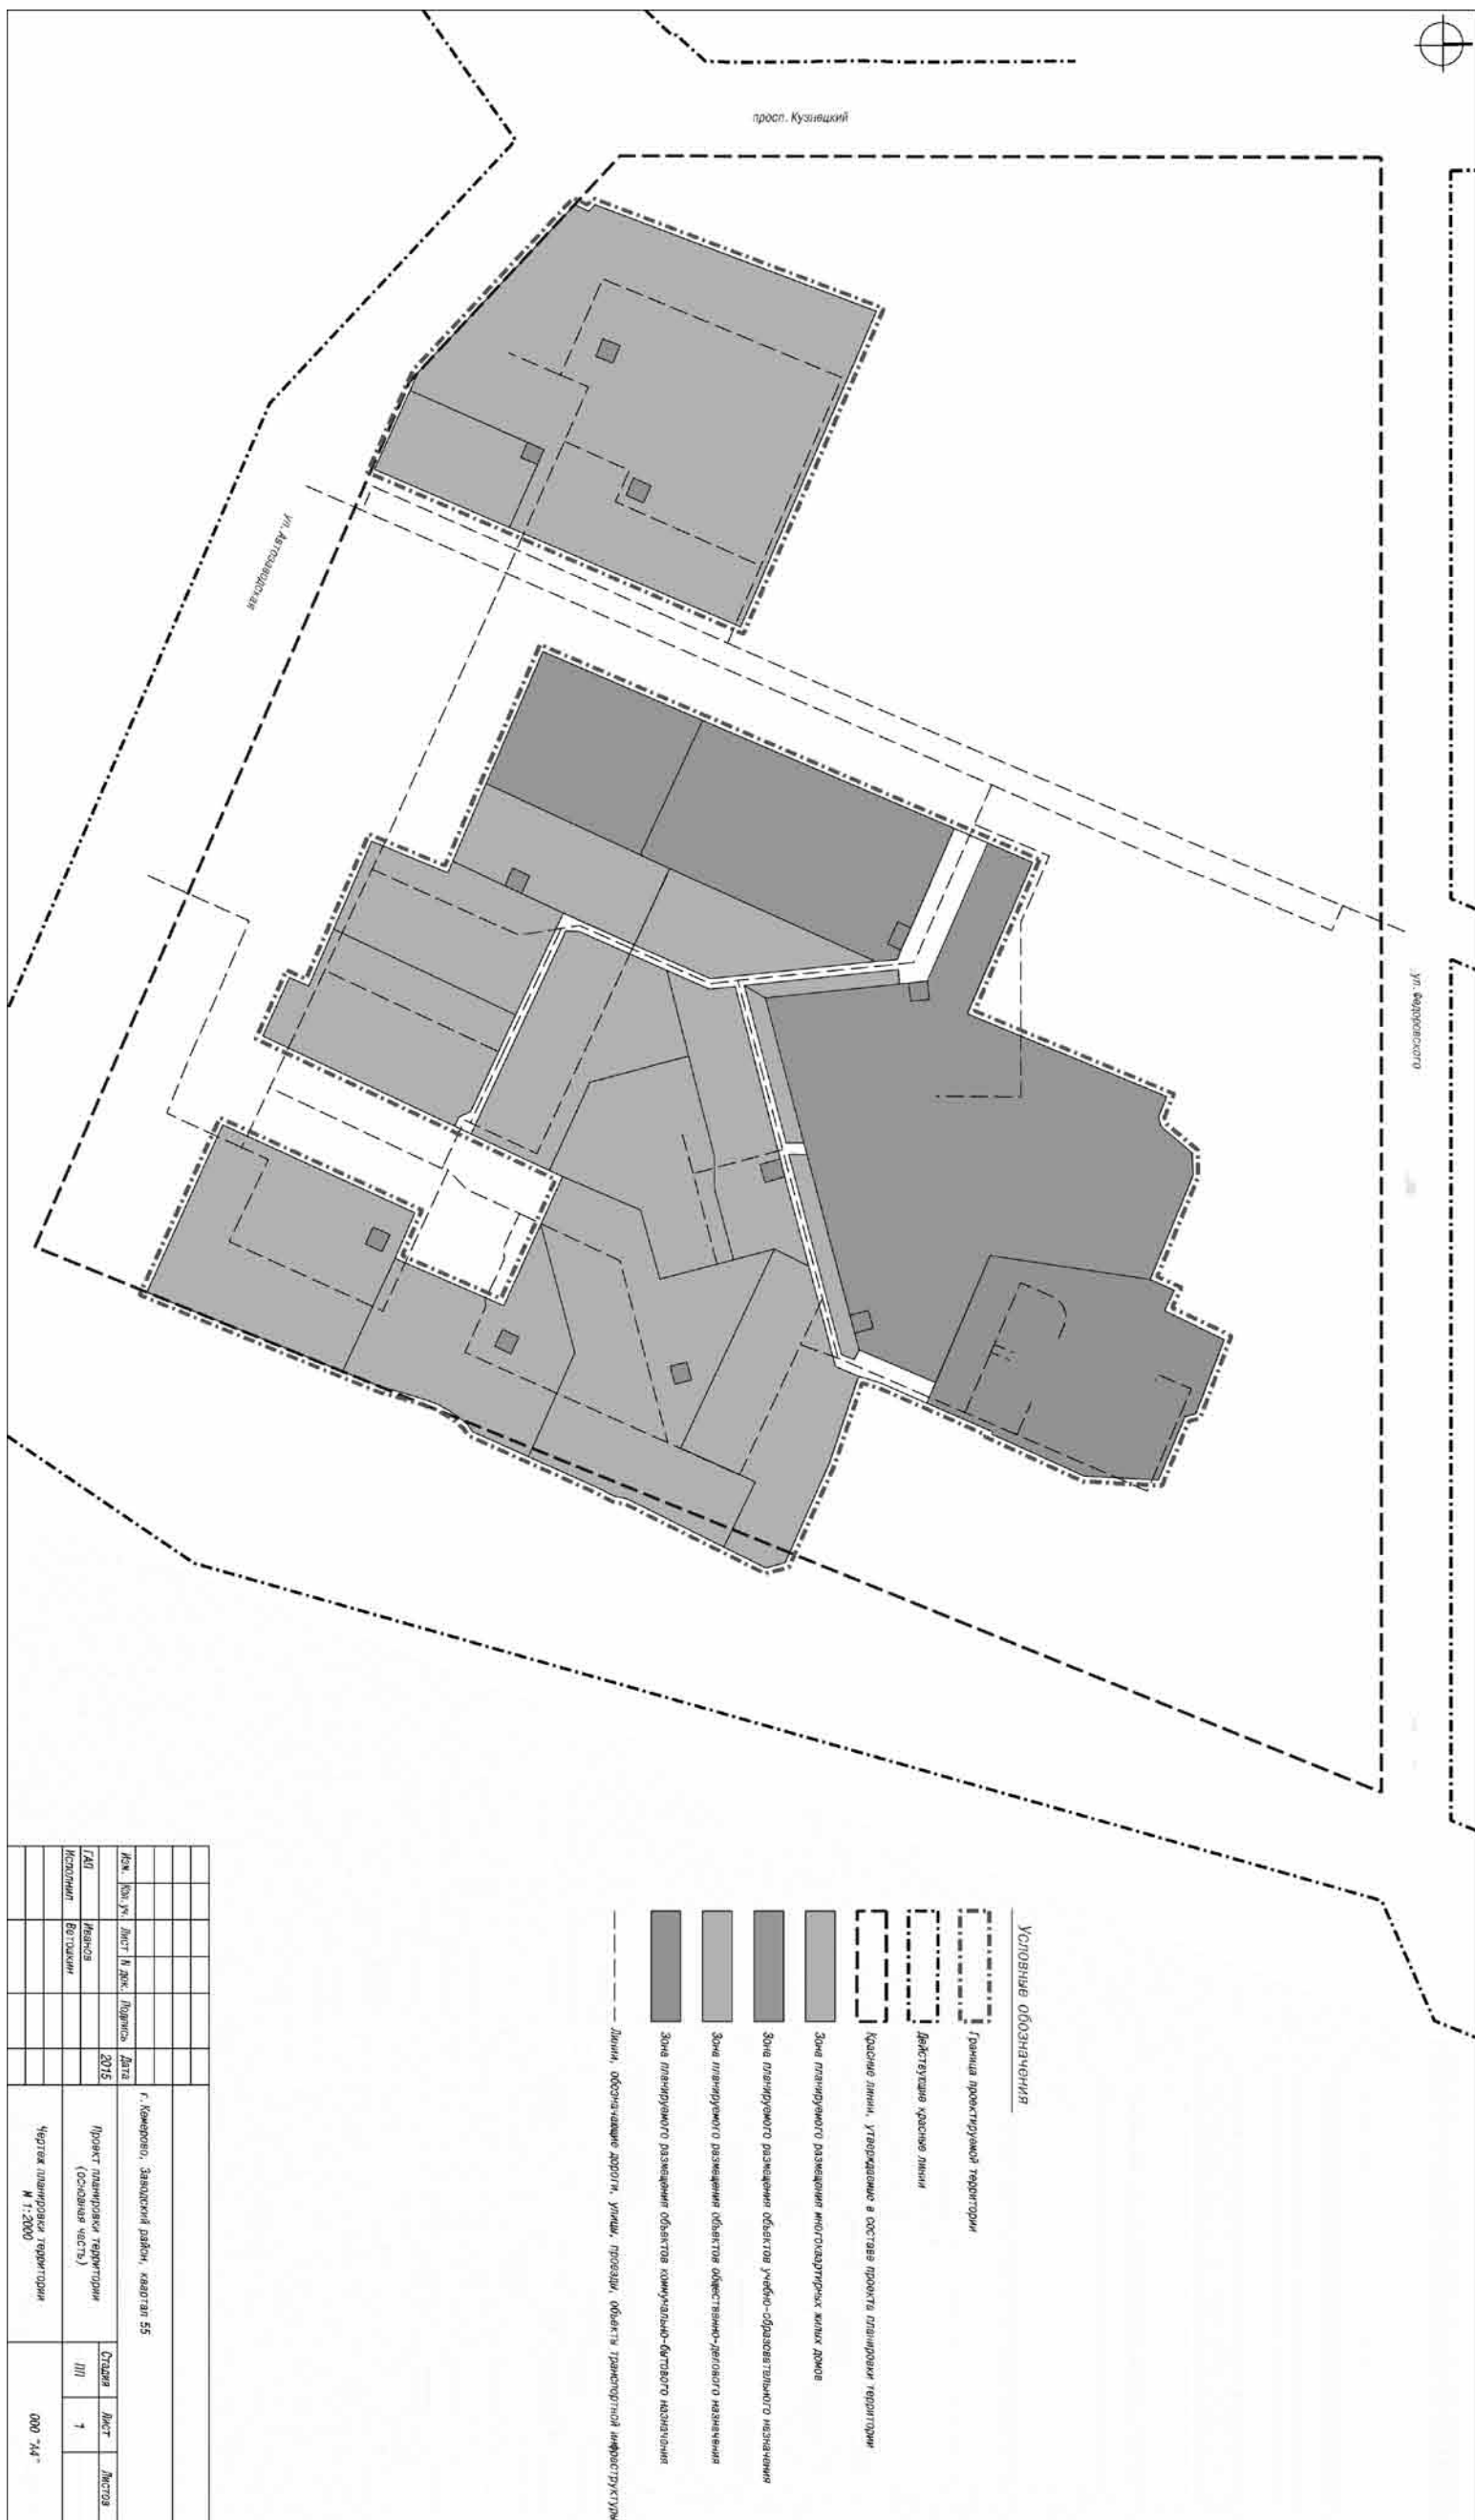 просп. Кузнецкий
ул. Автозаводская
ул. Федоровского
Условные обозначения
Граница проектируемой территории
Действующие красные линии
Красные линии, утверждаемые в составе проекта планировки территории
Зона планируемого размещения многоквартирных жилых домов
Зона планируемого размещения объектов учебно-образовательного назначения
Зона планируемого размещения объектов общественно-делового назначения
Зона планируемого размещения объектов коммунально-бытового назначения
Линии, обозначающие дороги, улицы, проезды, объекты транспортной инфраструктуры
Изм. Кол.уч. Лист N док. Подпись Дата
ГАП Иванов 2015
Исполнил Вотошкин
г. Кемерово, Заводский район, квартал 55
Проект планировки территории
(основная часть)
Стадия Лист Листов
ПП 1
Чертеж планировки территории
М 1:2000
ООО "А4"